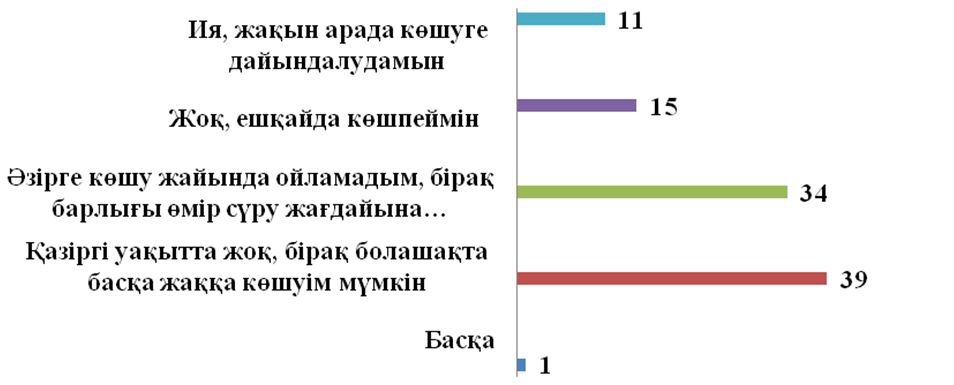 Ия, жақын арада көшуге
дайындалудамын
11
Жоқ, ешқайда көшпеймін
15
Әзірге көшу жайында ойламадым, бірақ
барлығы өмір сүру жағдайына…
34
Қазіргі уақытта жоқ, бірақ болашақта
басқа жаққа көшуім мүмкін
39
Басқа
1